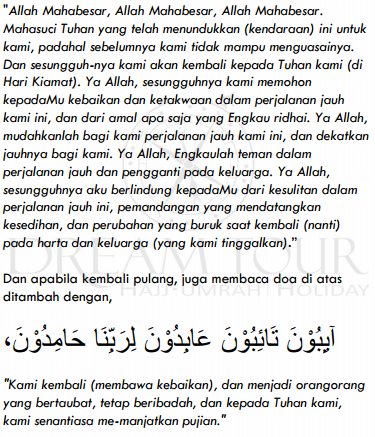 "Allah Mahabesar, Allah Mahabesar, Allah Mahabesar.
Mahasuci Tuhan yang telah menundukkan (kendaraan) ini untuk
kami, padahal sebelumnya kami tidak mampu menguasainya.
Dan sesungguh-nya kami akan kembali kepada Tuhan kami (di
Hari Kiamat). Ya Allah, sesungguhnya kami memohon
kepadaMu kebaikan dan ketakwaan dalam perjalanan jauh
kami ini, dan dari amal apa saja yang Engkau ridhai. Ya Allah,
mudahkanlah bagi kami perjalanan jauh kami ini, dan dekatkan
jauhnya bagi kami. Ya Allah, Engkaulah teman dalam
perjalanan jauh dan pengganti pada keluarga. Ya Allah,
sesungguhnya aku berlindung kepadaMu dari kesulitan dalam
perjalanan jauh ini, pemandangan yang mendatangkan
kesedihan, dan perubahan yang buruk saat kembali (nanti)
pada harta dan keluarga (yang kami tinggalkan)."
DREAM TOUR
Dan apabila kembali pulang, juga membaca doa di atas
HAJJ-UMRAH-HOLIDAY
ditambah dengan,
آيِبُوْنَ تَائِبُوْنَ عَابِدُوْنَ لِرَبِّنَا حَامِدُوْنَ،
"Kami kembali (membawa kebaikan), dan menjadi orangorang
yang bertaubat, tetap beribadah, dan kepada Tuhan kami,
kami senantiasa me-manjatkan pujian."